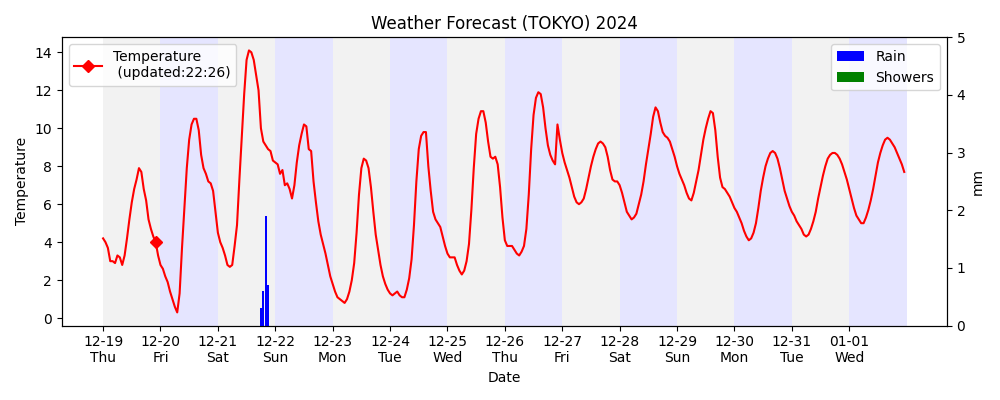 Weather Forecast (TOKYO) 2024
Temperature
(updated:22:26)
Rain
Showers
Temperature
14
12
10
8
6
4
2
0
5
4
3
2
1
0
mm
12-19 12-20 12-21 12-22 12-23 12-24 12-25 12-26 12-27 12-28 12-29 12-30 12-31 01-01
Thu Fri Sat Sun Mon Tue Wed Thu Fri Sat Sun Mon Tue Wed
Date